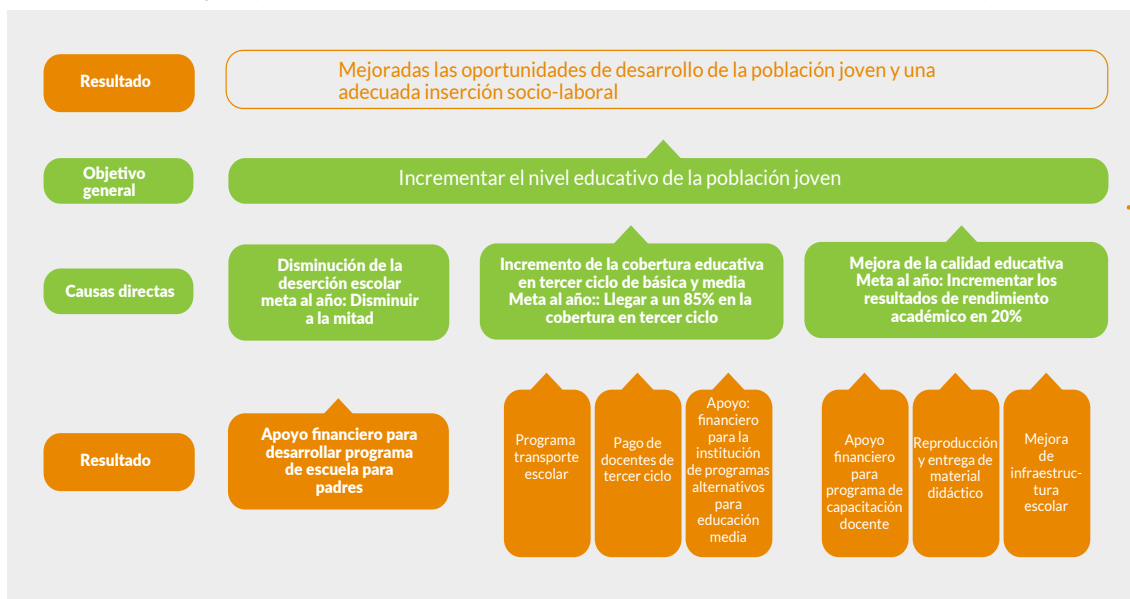 Resultado
Mejoradas las oportunidades de desarrollo de la población joven y una
adecuada inserción socio-laboral
Objetivo
general
Incrementar el nivel educativo de la población joven
Causas directas
Disminución de la
deserción escolar
meta al año: Disminuir
a la mitad
Incremento de la cobertura educativa
en tercer ciclo de básica y media
Meta al año:: Llegar a un 85% en la
cobertura en tercer ciclo
Mejora de la calidad educativa
Meta al año: Incrementar los
resultados de rendimiento
académico en 20%
Resultado
Apoyo financiero para
desarrollar programa
de escuela para
padres
Programa
transporte
escolar
Pago de
docentes de
tercer ciclo
Apoyo:
financiero
para la
institución
de programas
alternativos
para
educación
media
Apoyo
financiero
para
programa de
capacitación
docente
Reproducción
y entrega de
material
didáctico
Mejora
de
infraestruc-
tura
escolar